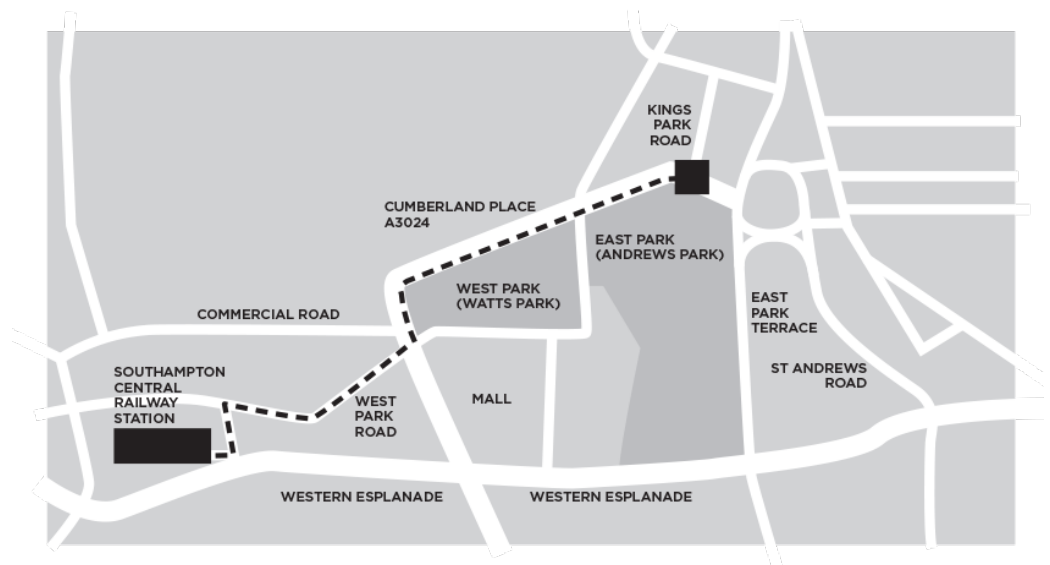 KINGS
PARK
ROAD
CUMBERLAND PLACE
A3024
EAST PARK
(ANDREWS PARK)
WEST PARK
(WATTS PARK)
EAST
PARK
TERRACE
COMMERCIAL ROAD
ST ANDREWS
ROAD
SOUTHAMPTON
CENTRAL
RAILWAY
STATION
WEST
PARK
ROAD
MALL
WESTERN ESPLANADE
WESTERN ESPLANADE